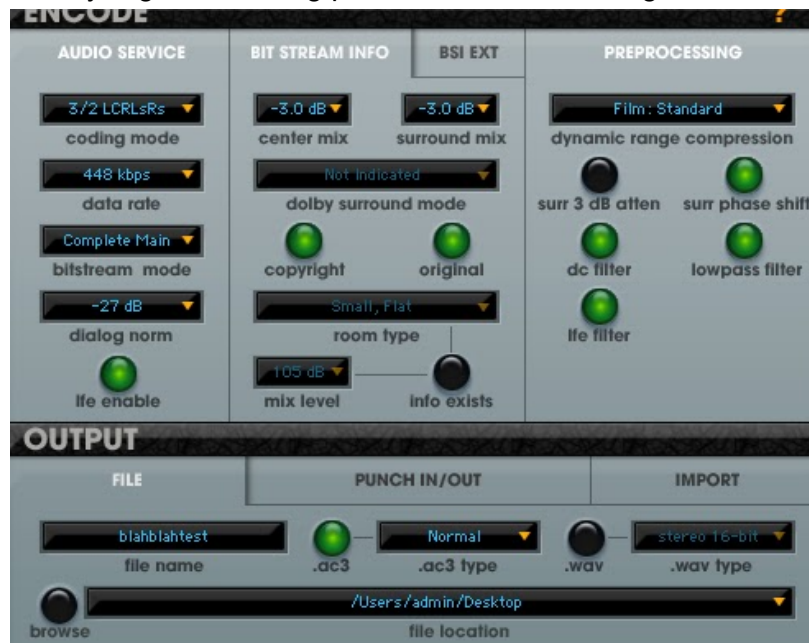 ENCODE ?
AUDIO SERVICE BIT STREAM INFO BSI EXT PREPROCESSING
3/2 LCRLsRs -3.0 dB -3.0 dB Film: Standard
coding mode center mix surround mix dynamic range compression
448 kbps Not Indicated
data rate dolby surround mode surr 3 dB atten surr phase shift
Complete Main
bitstream mode copyright original dc filter lowpass filter
-27 dB Small, Flat
dialog norm room type lfe filter
105 dB
lfe enable mix level info exists
OUTPUT
FILE PUNCH IN/OUT IMPORT
blahblahtest Normal stereo 16-bit
file name .ac3 .ac3 type .wav .wav type
/Users/admin/Desktop
browse file location